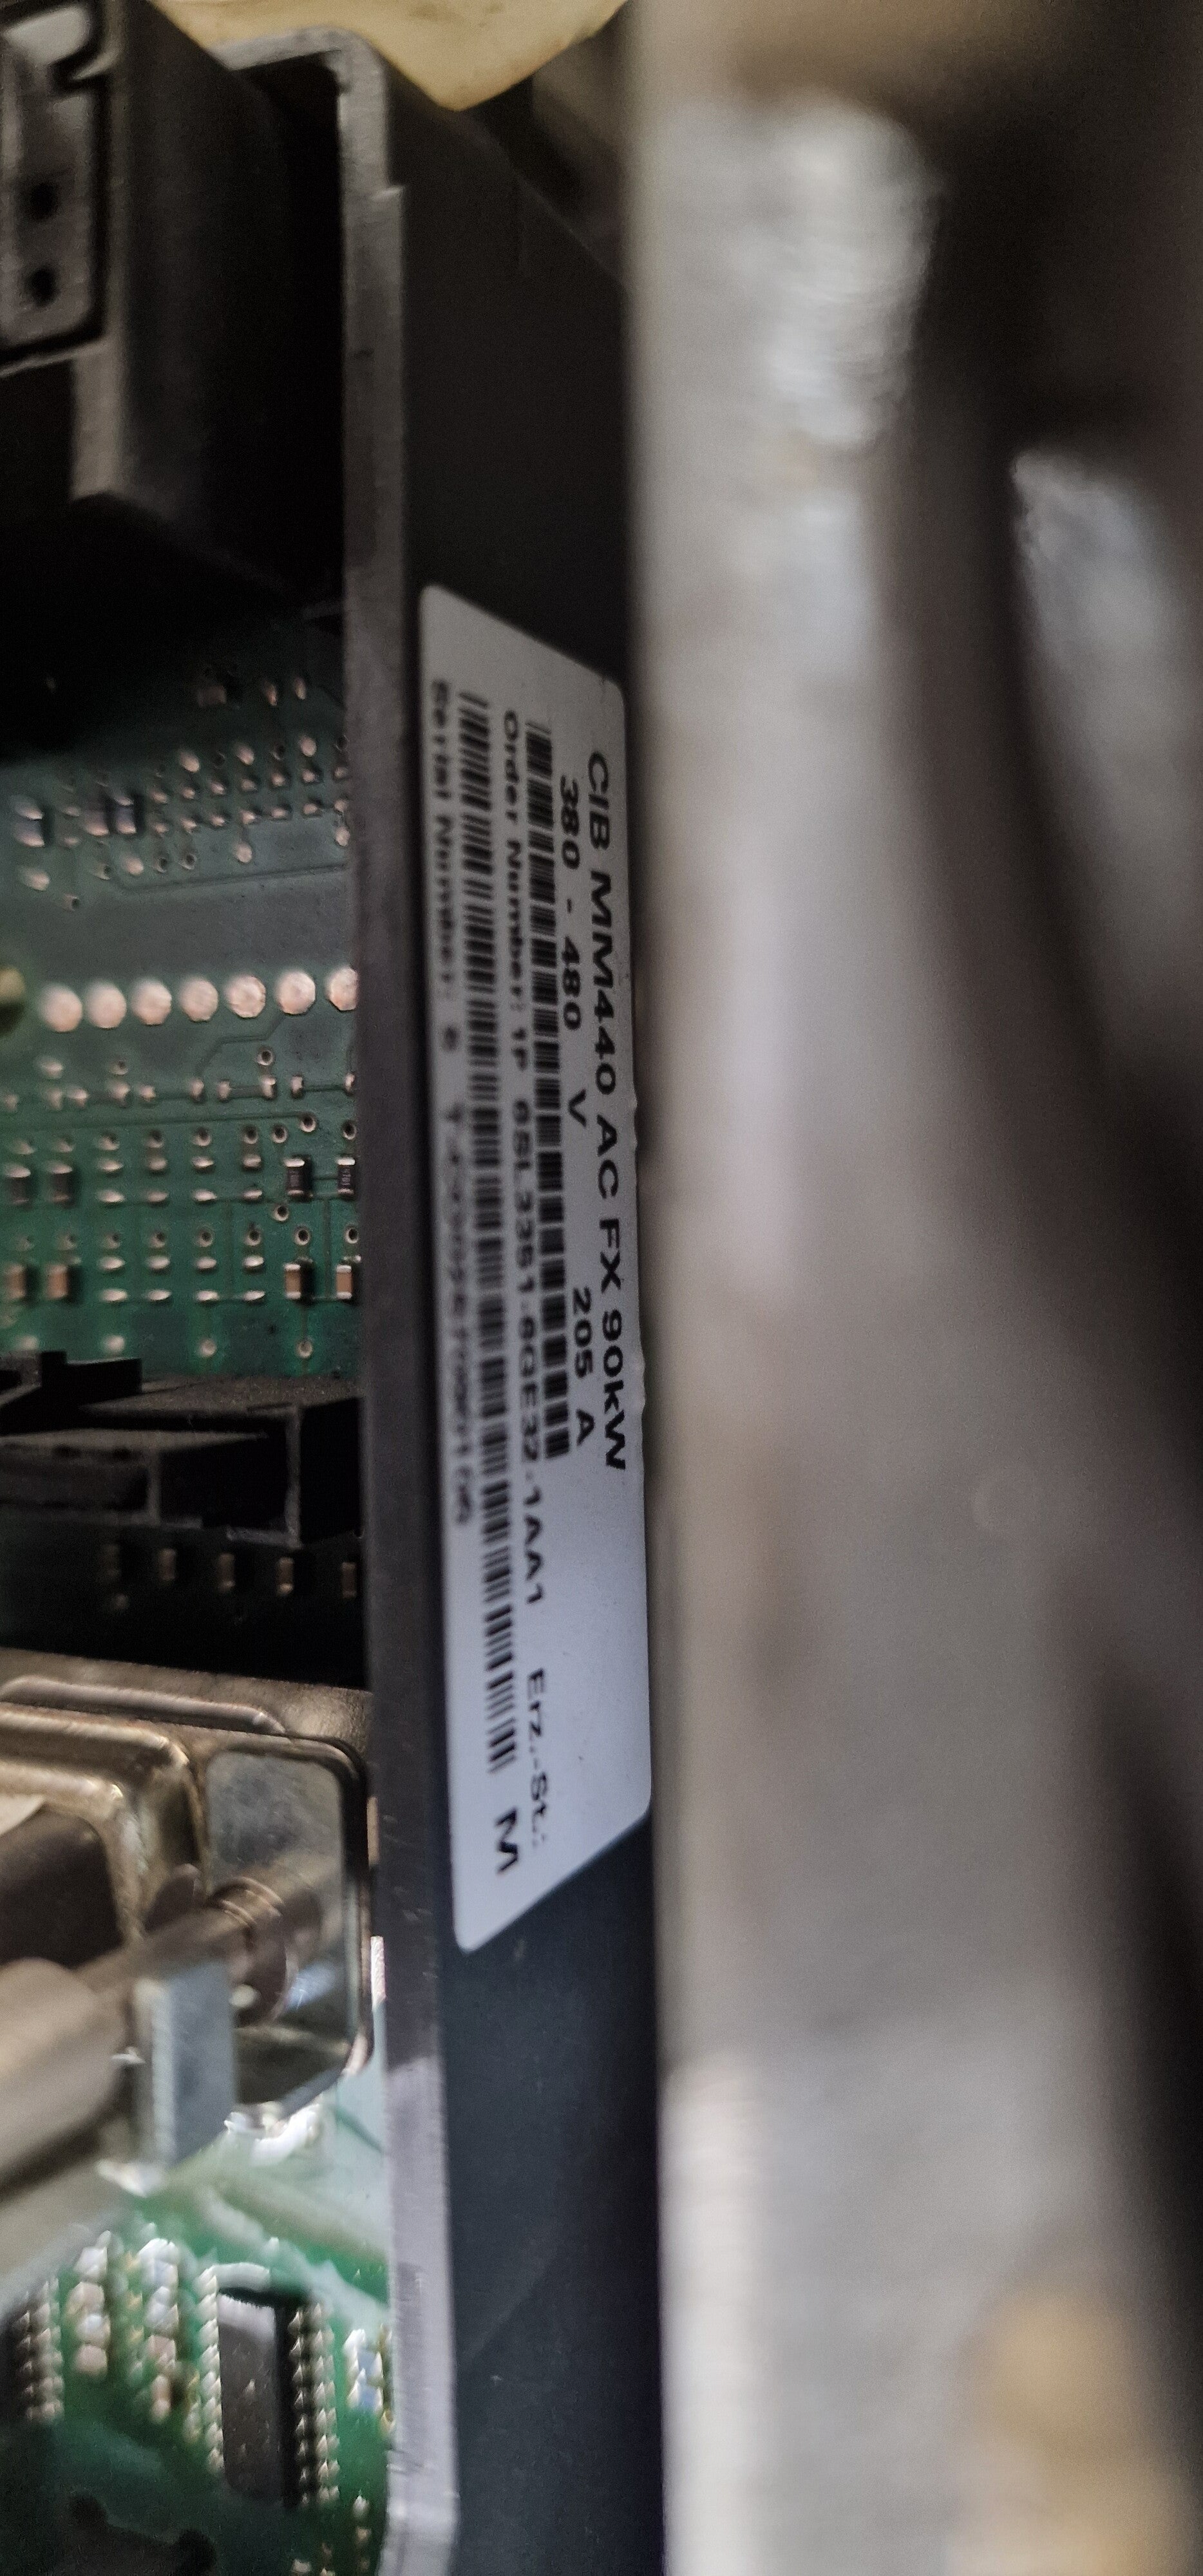 CIB MM440 AC FX 90kW
380 - 480 V 205 A
Order Number: 1P 6SL3351-6GE32-1AA1 Erz.-St.:
M
Serial Number: S